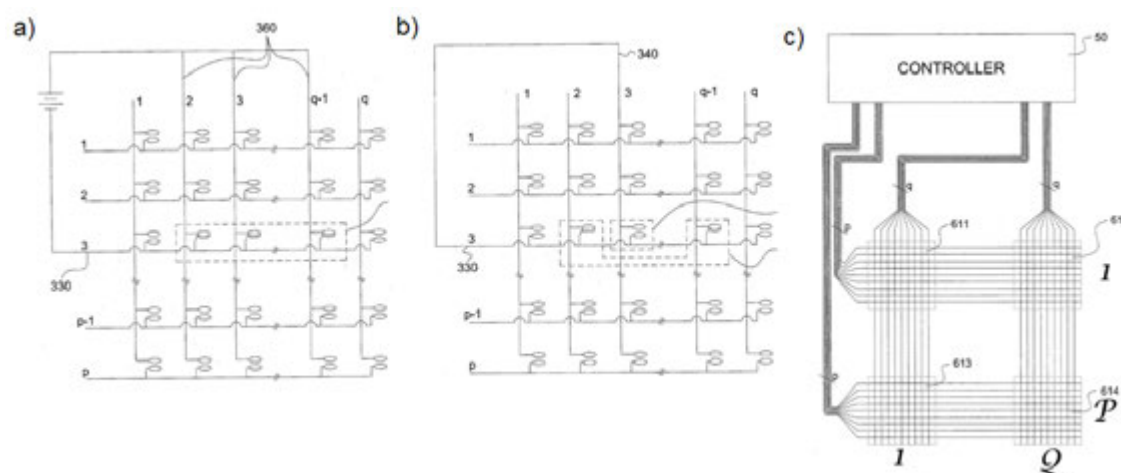 a)
360
1 2 3 q-1 q
1
2
3
330
p-1
p
b)
340
1 2 3 q-1 q
1
2
3
330
p-1
p
c)
50
CONTROLLER
q q
p
611 61
1
p
613
614
P
1 Q